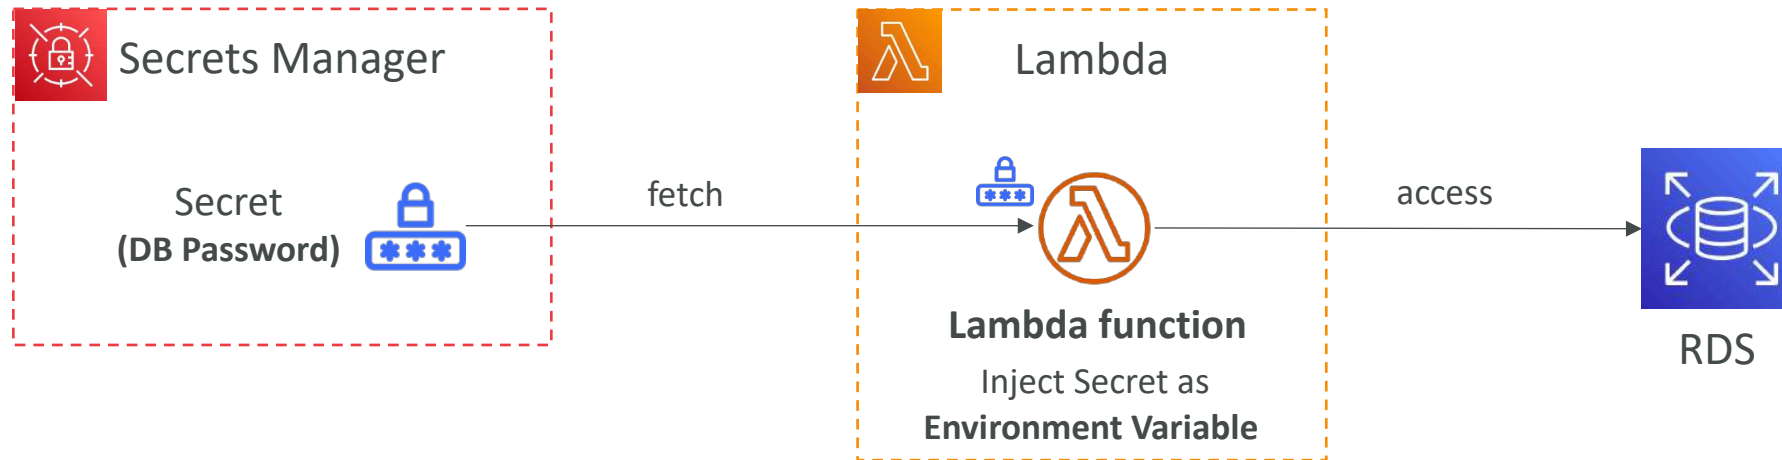 Secrets Manager
Lambda
Secret
(DB Password)
***
fetch
***
access
Lambda function
Inject Secret as
Environment Variable
RDS